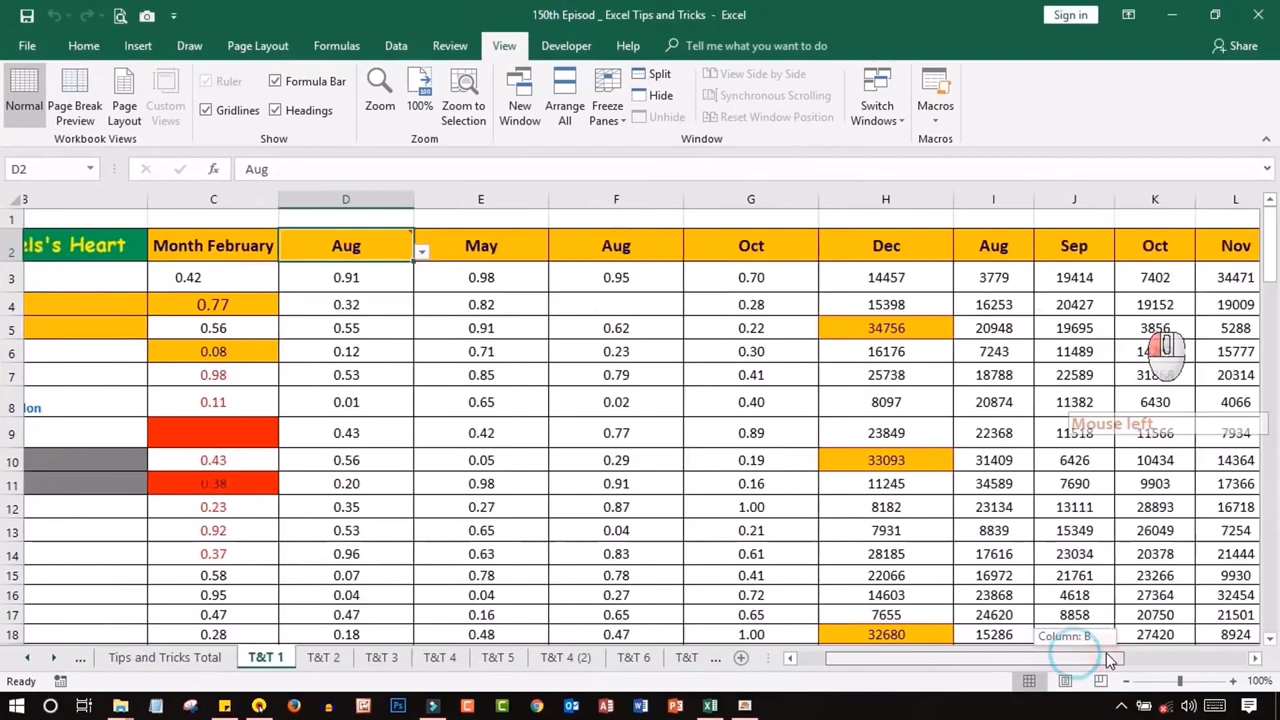 150th Episod _ Excel Tips and Tricks - Excel
Sign in
File Home Insert Draw Page Layout Formulas Data Review View Developer Help Tell me what you want to do Share
Normal
Page Break Preview
Page Layout
Custom Views
Workbook Views
Ruler
Formula Bar
Gridlines
Headings
Show
Zoom
100%
Zoom to Selection
Zoom
New Window
Arrange All
Freeze Panes
Split
Hide
Unhide
View Side by Side
Synchronous Scrolling
Reset Window Position
Window
Switch Windows
Macros
Macros
D2 fx Aug
B C D E F G H I J K L
1
2 els's Heart Month February Aug May Aug Oct Dec Aug Sep Oct Nov
3 0.42 0.91 0.98 0.95 0.70 14457 3779 19414 7402 34471
4 0.77 0.32 0.82 0.28 15398 16253 20427 19152 19009
5 0.56 0.55 0.91 0.62 0.22 34756 20948 19695 3856 5288
6 0.08 0.12 0.71 0.23 0.30 16176 7243 11489 15777
7 0.98 0.53 0.85 0.79 0.41 25738 18788 22589 20314
8 don 0.11 0.01 0.65 0.02 0.40 8097 20874 11382 6430 4066
9 0.43 0.42 0.77 0.89 23849 22368 11518 11566 7934
Mouse left
10 0.43 0.56 0.05 0.29 0.19 33093 31409 6426 10434 14364
11 0.38 0.20 0.98 0.91 0.16 11245 34589 7690 9903 17366
12 0.23 0.35 0.27 0.87 1.00 8182 23134 13111 28893 16718
13 0.92 0.53 0.65 0.04 0.21 7931 8839 15349 26049 7254
14 0.37 0.96 0.63 0.83 0.61 28185 17616 23034 20378 21444
15 0.58 0.07 0.78 0.78 0.41 22066 16972 21761 23266 9930
16 0.95 0.04 0.04 0.27 0.72 14603 23868 4618 27364 32454
17 0.47 0.47 0.16 0.65 0.65 7655 24620 8858 20750 21501
18 0.28 0.18 0.48 0.47 1.00 32680 15286 27420 8924
Column: B
... Tips and Tricks Total T&T 1 T&T 2 T&T 3 T&T 4 T&T 5 T&T 4 (2) T&T 6 T&T ...
Ready 100%